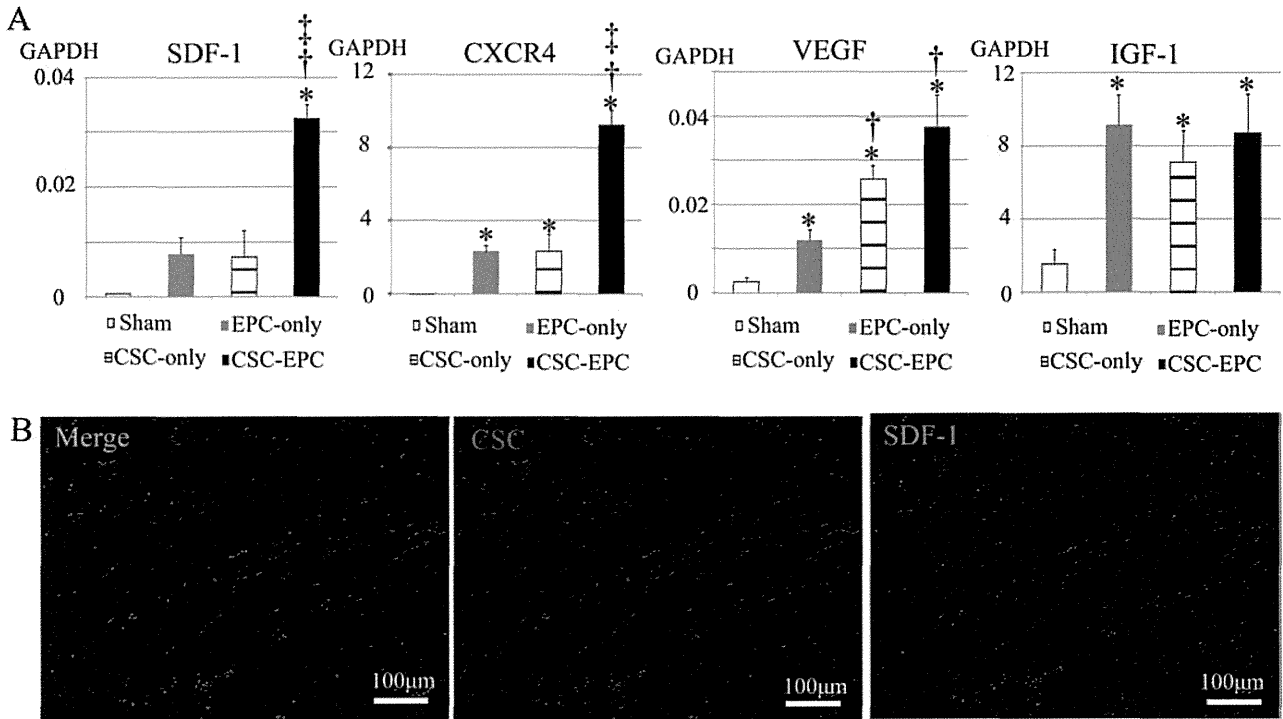 A
GAPDH SDF-1
‡
‡
†
*
0.04
0.02
0
□ Sham ■ EPC-only
⊟ CSC-only ■ CSC-EPC
GAPDH CXCR4
‡
‡
†
*
* *
12
8
4
0
□ Sham ■ EPC-only
⊟ CSC-only ■ CSC-EPC
GAPDH VEGF
†
*
†
*
*
0.04
0.02
0
□ Sham ■ EPC-only
⊟ CSC-only ■ CSC-EPC
GAPDH IGF-1
* * *
12
8
4
0
□ Sham ■ EPC-only
⊟ CSC-only ■ CSC-EPC
B
Merge
100μm
CSC
100μm
SDF-1
100μm